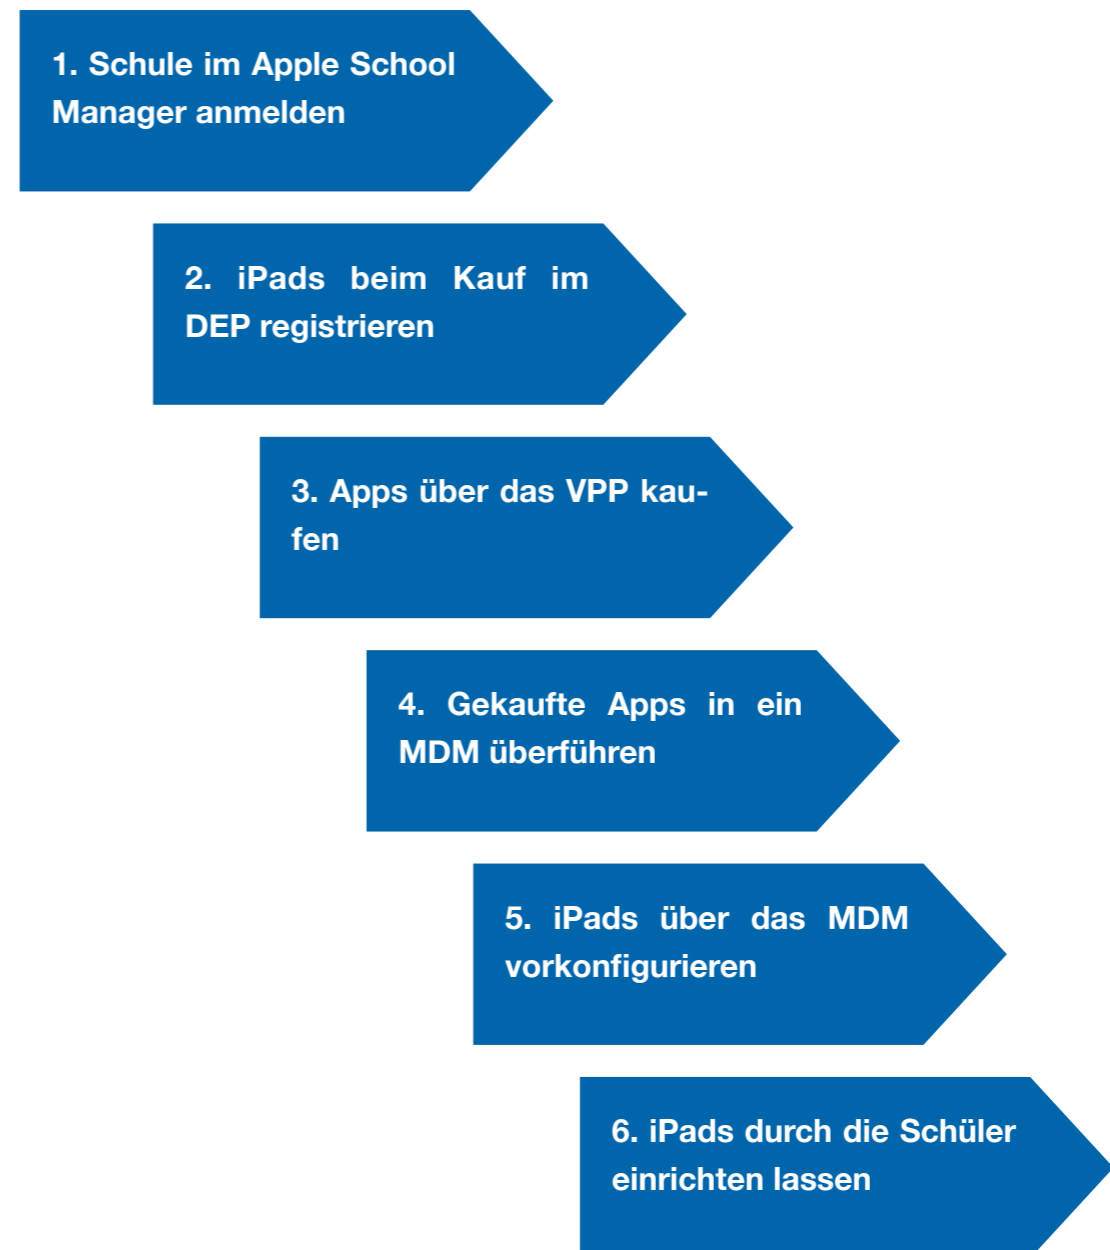 1. Schule im Apple School
Manager anmelden
2. iPads beim Kauf im
DEP registrieren
3. Apps über das VPP kau-
fen
4. Gekaufte Apps in ein
MDM überführen
5. iPads über das MDM
vorkonfigurieren
6. iPads durch die Schüler
einrichten lassen